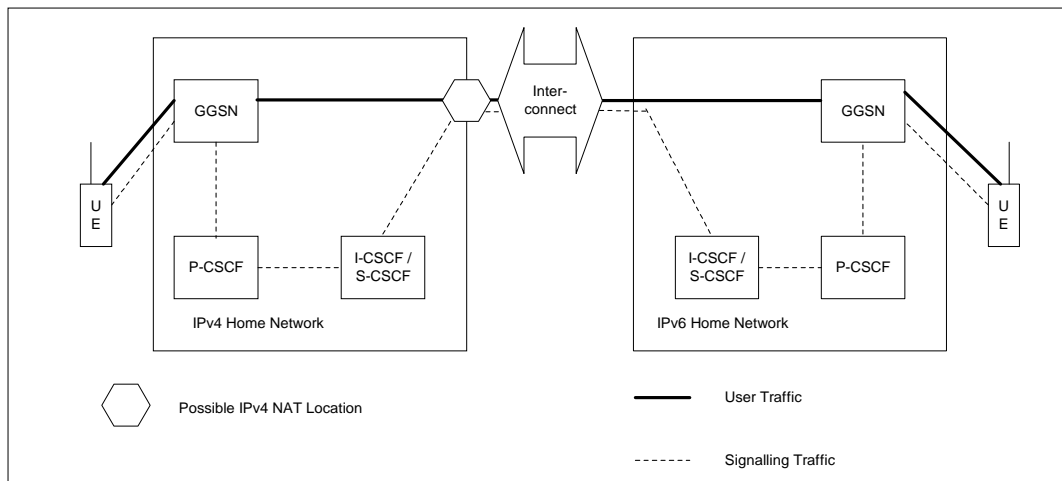 Inter-
connect
GGSN
GGSN
U
E
U
E
P-CSCF
I-CSCF /
S-CSCF
I-CSCF /
S-CSCF
P-CSCF
IPv4 Home Network
IPv6 Home Network
Possible IPv4 NAT Location
User Traffic
Signalling Traffic